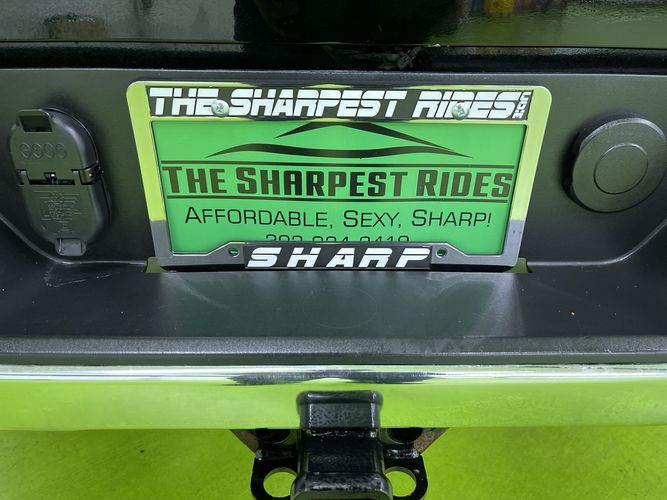 THE SHARPEST RIDES.COM
THE SHARPEST RIDES
AFFORDABLE, SEXY, SHARP!
SHARP